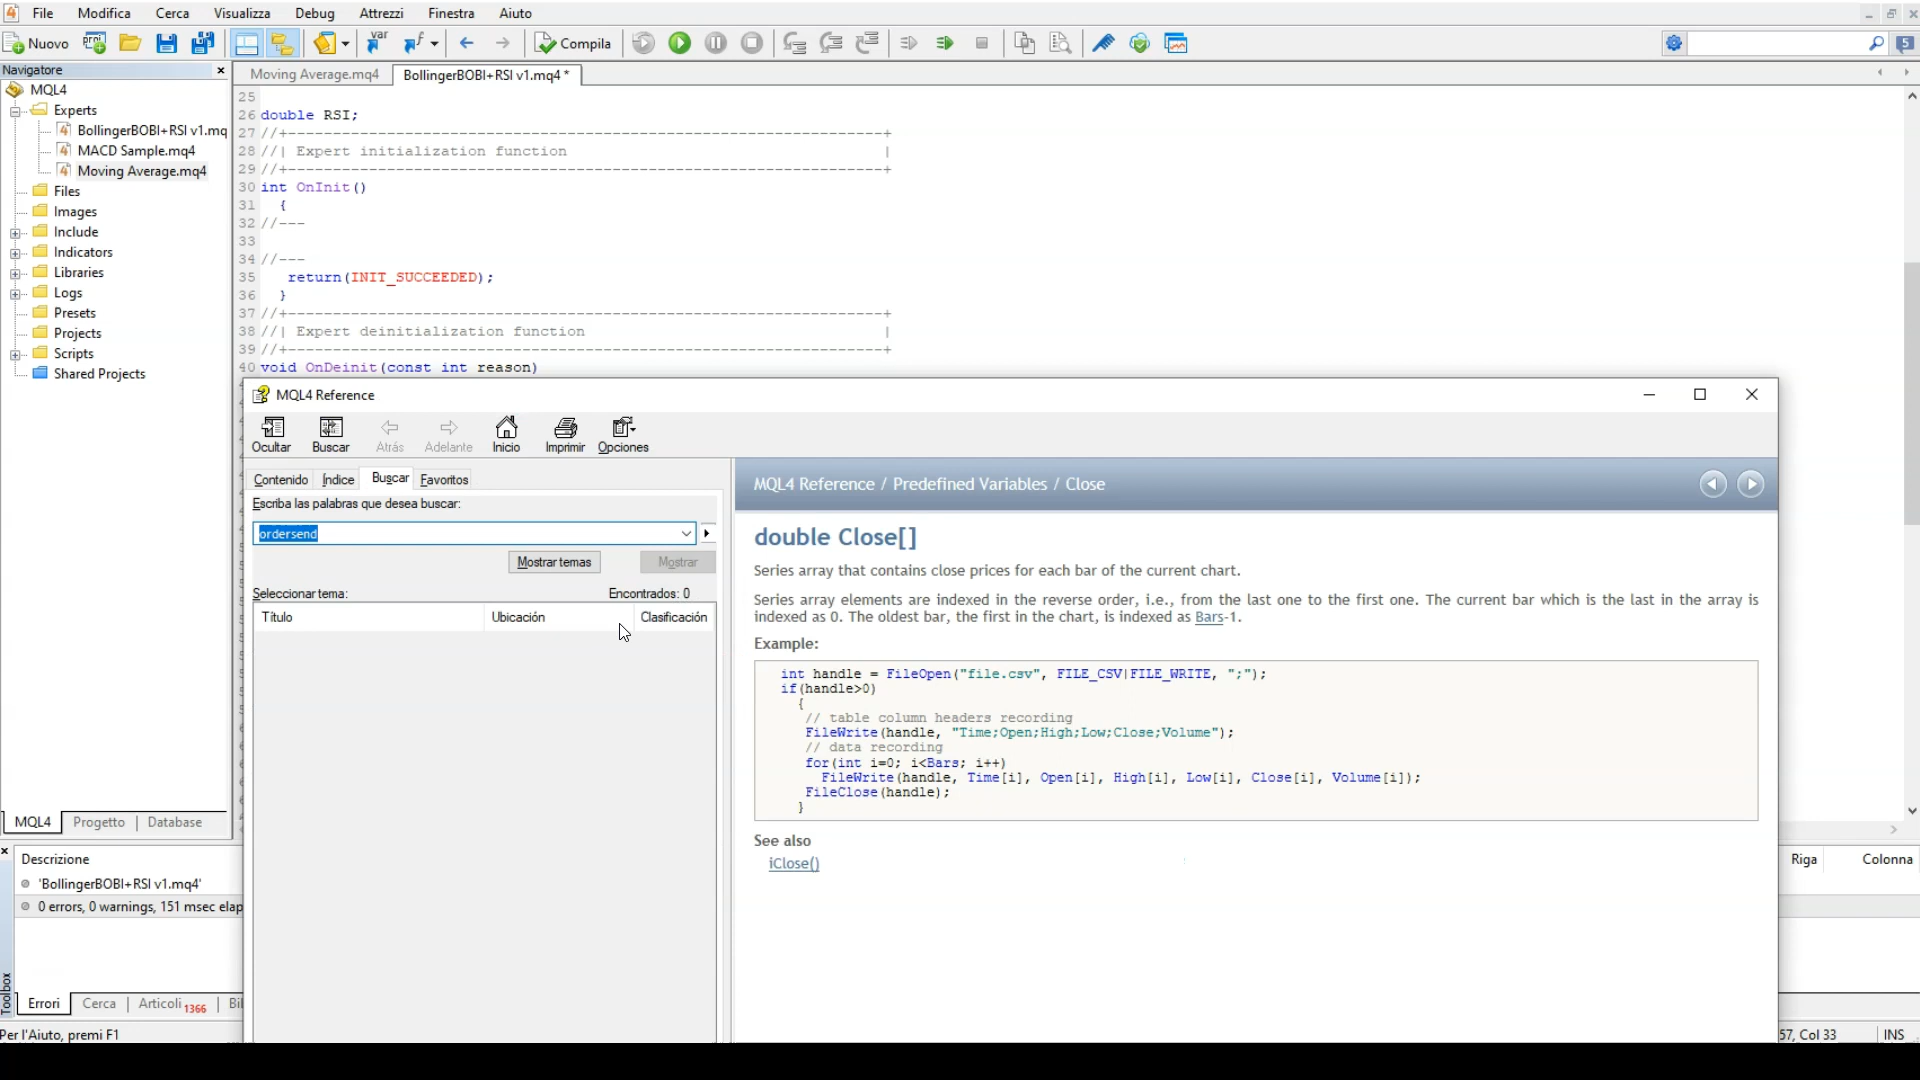 File Modifica Cerca Visualizza Debug Attrezzi Finestra Aiuto
Nuovo Compila
Navigatore
Moving Average.mq4 BollingerBOBI+RSI v1.mq4 *
MQL4
Experts
BollingerBOBI+RSI v1.mq
MACD Sample.mq4
Moving Average.mq4
Files
Images
Include
Indicators
Libraries
Logs
Presets
Projects
Scripts
Shared Projects
25
26 double RSI;
27 //+------------------------------------------------------------------+
28 //| Expert initialization function |
29 //+------------------------------------------------------------------+
30 int OnInit()
31 {
32 //---
33
34 //---
35 return(INIT_SUCCEEDED);
36 }
37 //+------------------------------------------------------------------+
38 //| Expert deinitialization function |
39 //+------------------------------------------------------------------+
40 void OnDeinit(const int reason)
MQL4 Reference
Ocultar Buscar Atrás Adelante Inicio Imprimir Opciones
Contenido Índice Buscar Favoritos
Escriba las palabras que desea buscar:
ordersend
Mostrar temas Mostrar
Seleccionar tema: Encontrados: 0
Título Ubicación Clasificación
MQL4 Reference / Predefined Variables / Close
double Close[]
Series array that contains close prices for each bar of the current chart.
Series array elements are indexed in the reverse order, i.e., from the last one to the first one. The current bar which is the last in the array is
indexed as 0. The oldest bar, the first in the chart, is indexed as Bars-1.
Example:
int handle = FileOpen("file.csv", FILE_CSV|FILE_WRITE, ";");
if(handle>0)
{
// table column headers recording
FileWrite(handle, "Time;Open;High;Low;Close;Volume");
// data recording
for(int i=0; i<Bars; i++)
FileWrite(handle, Time[i], Open[i], High[i], Low[i], Close[i], Volume[i]);
FileClose(handle);
}
See also
iClose()
MQL4 Progetto Database
Descrizione Riga Colonna
'BollingerBOBI+RSI v1.mq4'
0 errors, 0 warnings, 151 msec elap
Toolbox
Errori Cerca Articoli 1366 Bi
Per l'Aiuto, premi F1
57, Col 33 INS